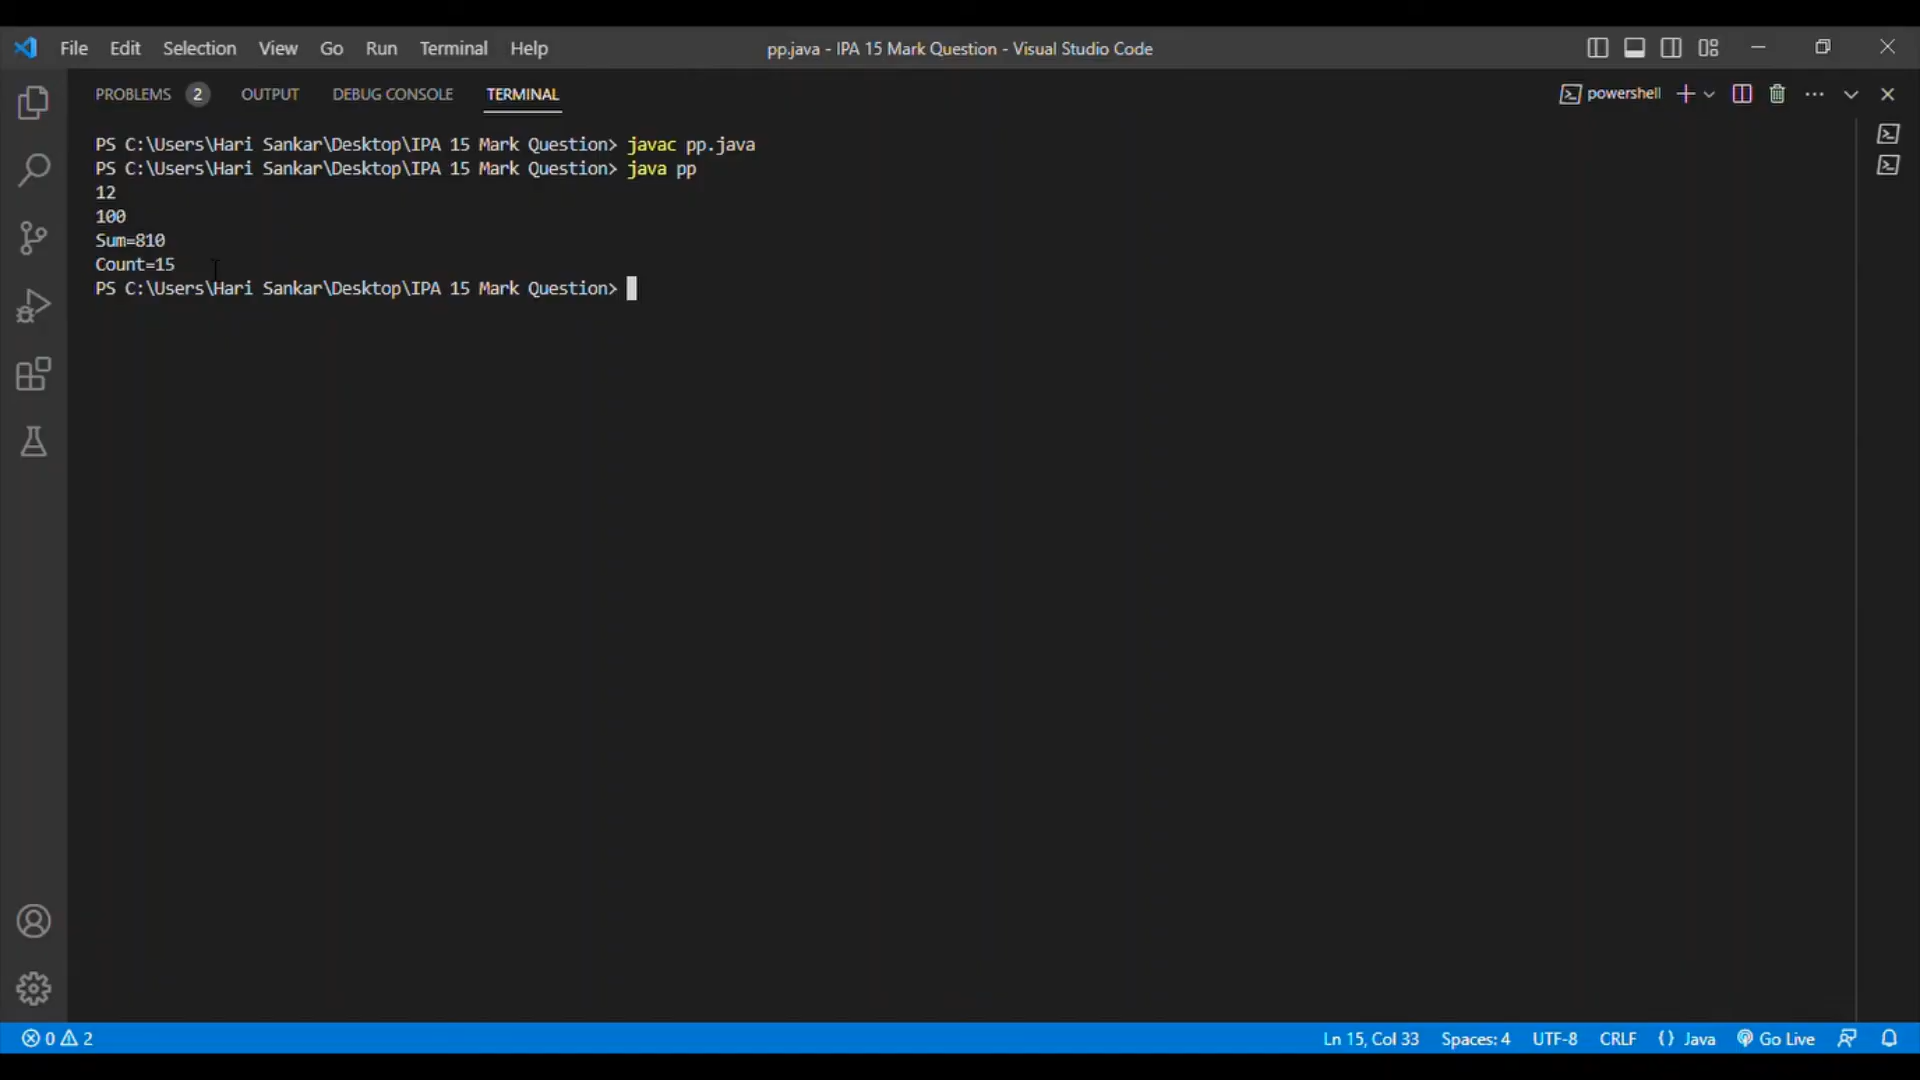 File Edit Selection View Go Run Terminal Help
pp.java - IPA 15 Mark Question - Visual Studio Code
PROBLEMS 2 OUTPUT DEBUG CONSOLE TERMINAL
powershell
PS C:\Users\Hari Sankar\Desktop\IPA 15 Mark Question> javac pp.java
PS C:\Users\Hari Sankar\Desktop\IPA 15 Mark Question> java pp
12
100
Sum=810
Count=15
PS C:\Users\Hari Sankar\Desktop\IPA 15 Mark Question>
0 2
Ln 15, Col 33 Spaces: 4 UTF-8 CRLF {} Java Go Live